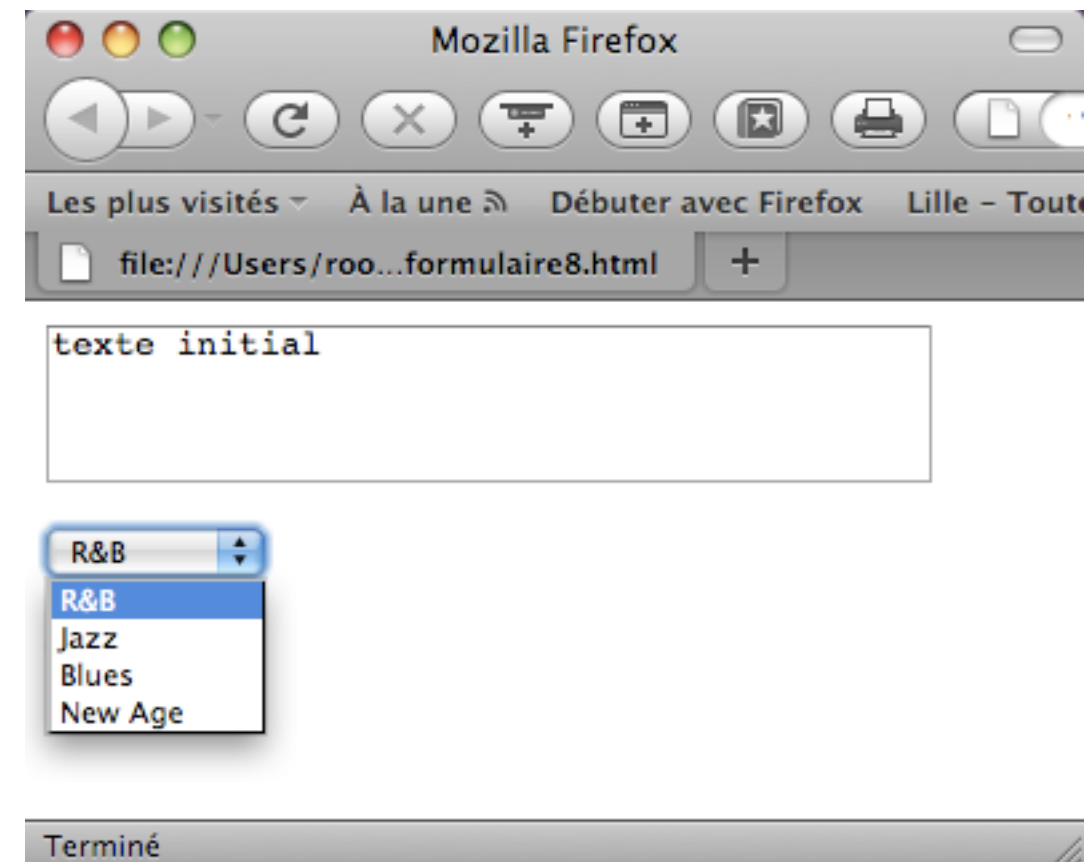 Mozilla Firefox
Les plus visités À la une Débuter avec Firefox Lille – Toute
file:///Users/roo...formulaire8.html
texte initial
R&B
R&B
Jazz
Blues
New Age
Terminé